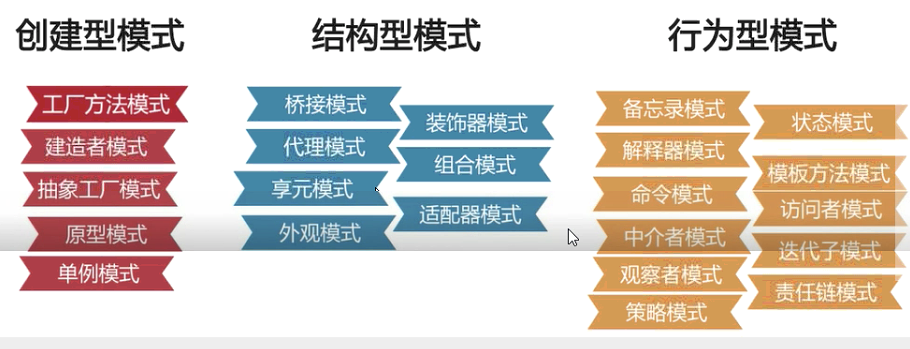 创建型模式
工厂方法模式
建造者模式
抽象工厂模式
原型模式
单例模式
结构型模式
桥接模式
代理模式
享元模式
外观模式
装饰器模式
组合模式
适配器模式
行为型模式
备忘录模式
解释器模式
命令模式
中介者模式
观察者模式
策略模式
状态模式
模板方法模式
访问者模式
迭代子模式
责任链模式